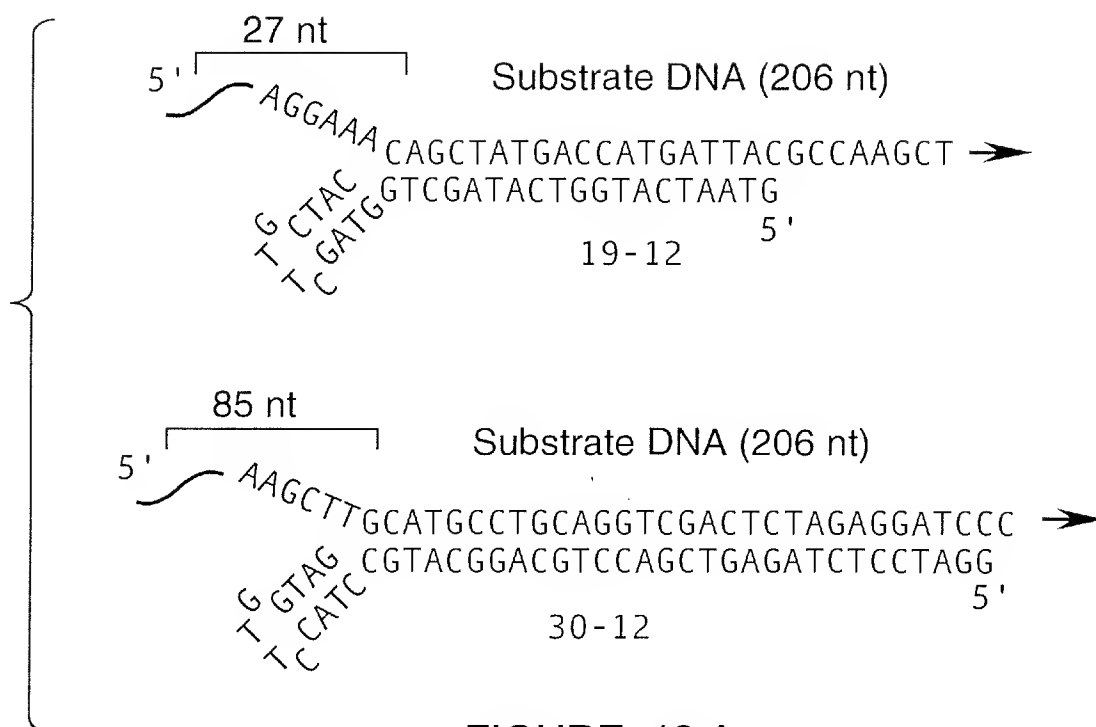 27 nt
5'
AGGAAA
Substrate DNA (206 nt)
CAGCTATGACCATGATTACGCCAAGCT
GTCGATACTGGTACTAATG
G CTAC
T GATG
T C
5'
19-12
85 nt
5'
AAGCTT
Substrate DNA (206 nt)
GCATGCCTGCAGGTCGACTCTAGAGGATCCC
CGTACGGACGTCCAGCTGAGATCTCCTAGG
G GTAG
T CATC
T C
5'
30-12
FIGURE